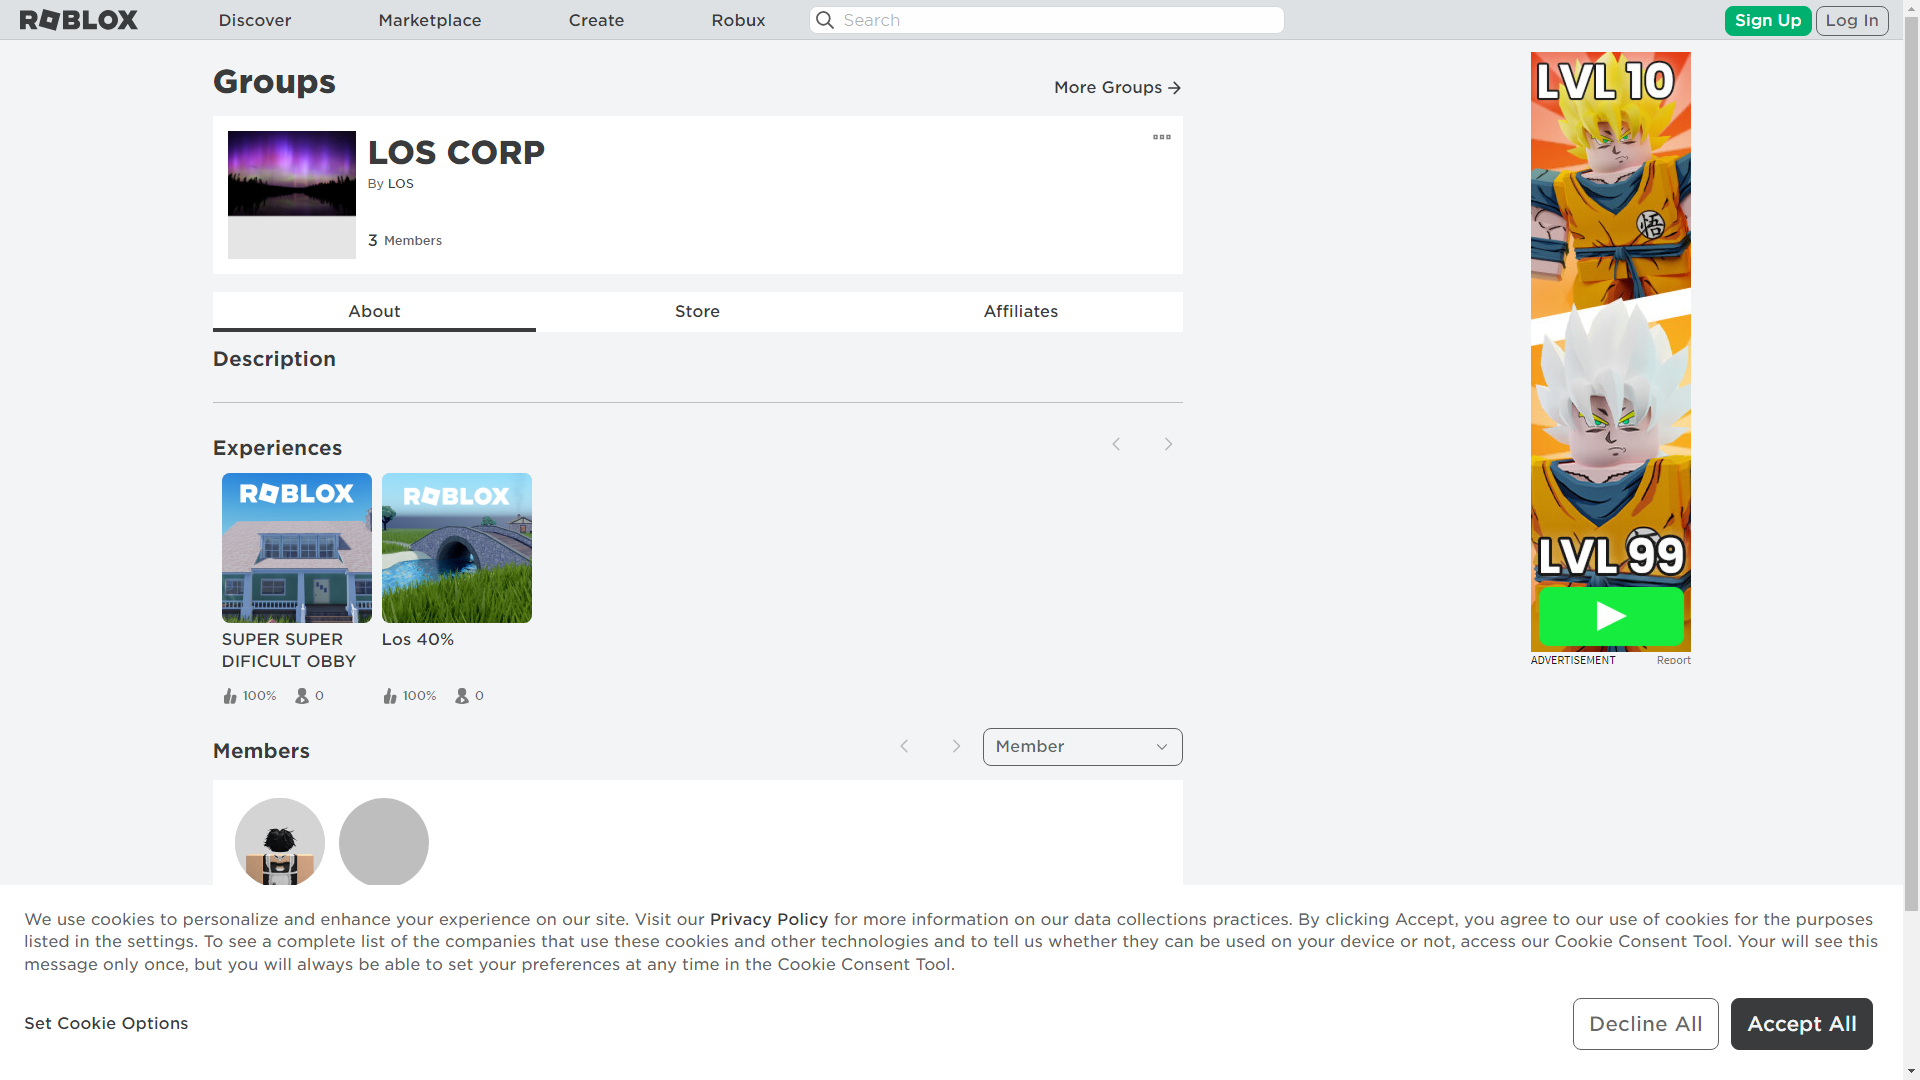 ROBLOX
Discover
Marketplace
Create
Robux
Search
Sign Up
Log In
Groups
More Groups
LOS CORP
By LOS
3 Members
About
Store
Affiliates
Description
Experiences
ROBLOX
ROBLOX
SUPER SUPER
DIFICULT OBBY
Los 40%
100%
0
100%
0
Members
Member
LVL 10
悟
LVL 99
ADVERTISEMENT
Report
We use cookies to personalize and enhance your experience on our site. Visit our Privacy Policy for more information on our data collections practices. By clicking Accept, you agree to our use of cookies for the purposes
listed in the settings. To see a complete list of the companies that use these cookies and other technologies and to tell us whether they can be used on your device or not, access our Cookie Consent Tool. Your will see this
message only once, but you will always be able to set your preferences at any time in the Cookie Consent Tool.
Set Cookie Options
Decline All
Accept All